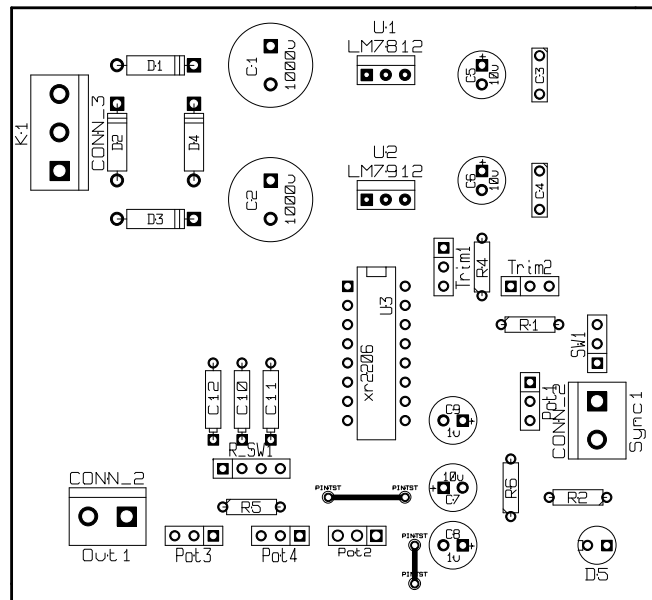 U1
LM7812
D1
C1
1000u
C5
10u
C3
K1
CONN_3
D2
D4
U2
LM7912
C2
1000u
C6
10u
C4
D3
Trim1
R4
Trim2
U3
xr2206
R1
SW1
C12
C10
C11
Pot1
CONN_2
Sync1
C9
1u
R_SW1
CONN_2
10u
C7
R6
R2
PINTST
PINTST
R5
Out1
Pot3
Pot4
Pot2
PINTST
C8
1u
PINTST
D5